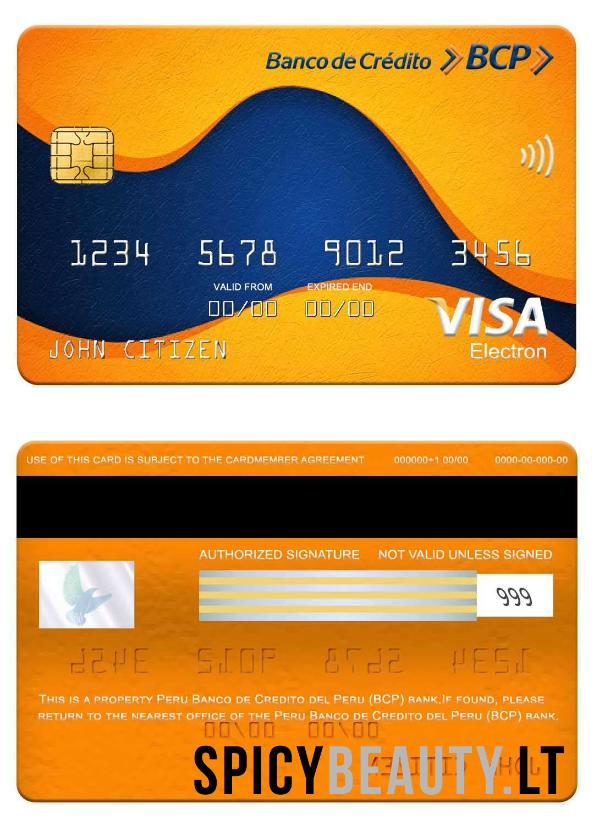 Banco de Crédito BCP
1234 5678 9012 3456
VALID FROM EXPIRED END
00/00 00/00
VISA
JOHN CITIZEN
Electron
USE OF THIS CARD IS SUBJECT TO THE CARDMEMBER AGREEMENT 000000+1 00/00 0000-00-000-00
AUTHORIZED SIGNATURE NOT VALID UNLESS SIGNED
999
THIS IS A PROPERTY PERU BANCO DE CREDITO DEL PERU (BCP) BANK.IF FOUND, PLEASE
RETURN TO THE NEAREST OFFICE OF THE PERU BANCO DE CREDITO DEL PERU (BCP) BANK.
00/00 00/00
SPICYBEAUTY.LT